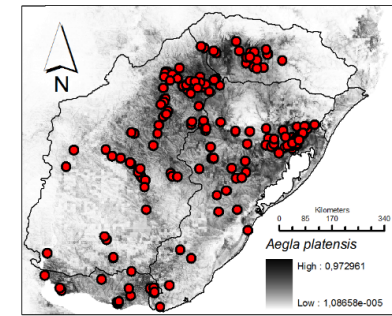 N
Kilometers
0 85 170 340
Aegla platensis
High : 0,972961
Low : 1,08658e-005